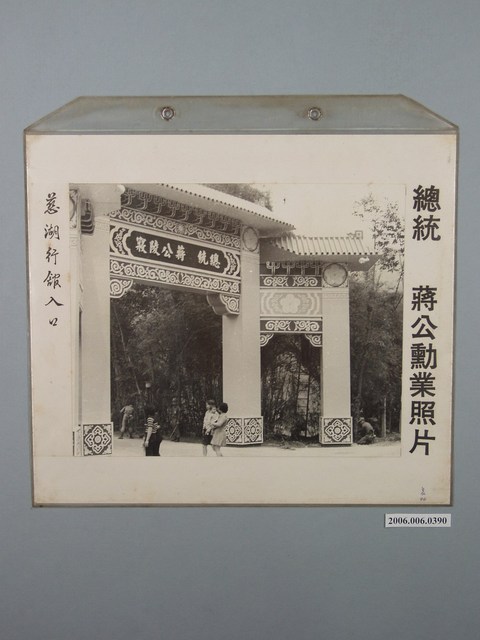 總統 蔣公勳業照片
慈湖行館入口
總統 蔣公陵寢
2006.006.0390